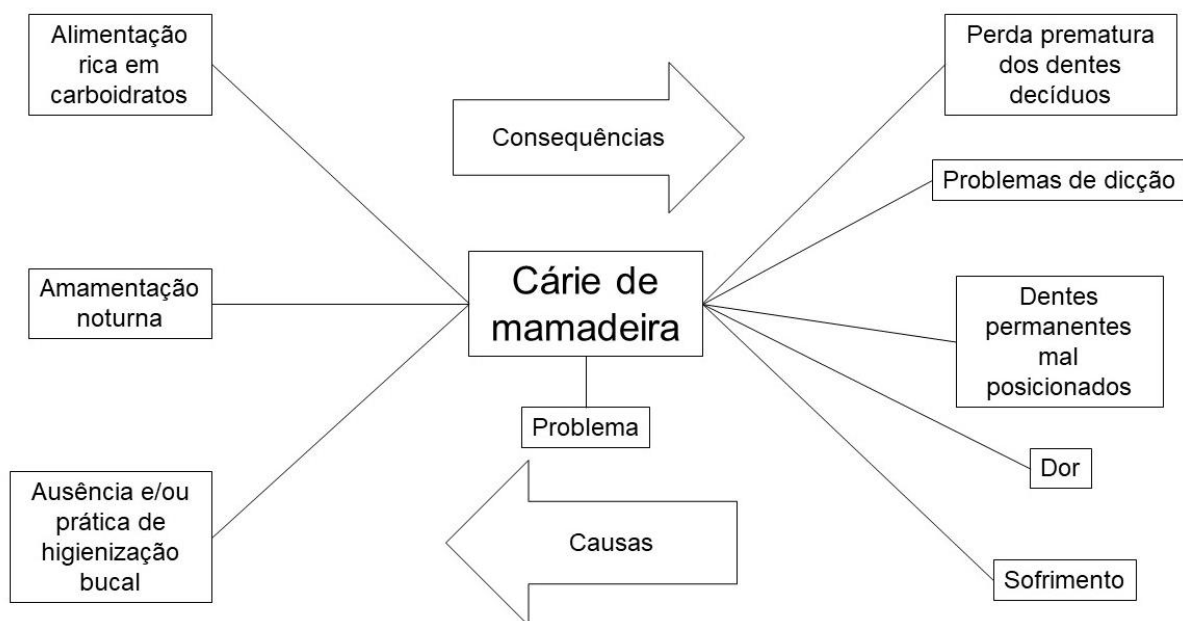 Alimentação
rica em
carboidratos
Amamentação
noturna
Ausência e/ou
prática de
higienização
bucal
Consequências
Cárie de
mamadeira
Problema
Causas
Perda prematura
dos dentes
decíduos
Problemas de dicção
Dentes
permanentes
mal
posicionados
Dor
Sofrimento